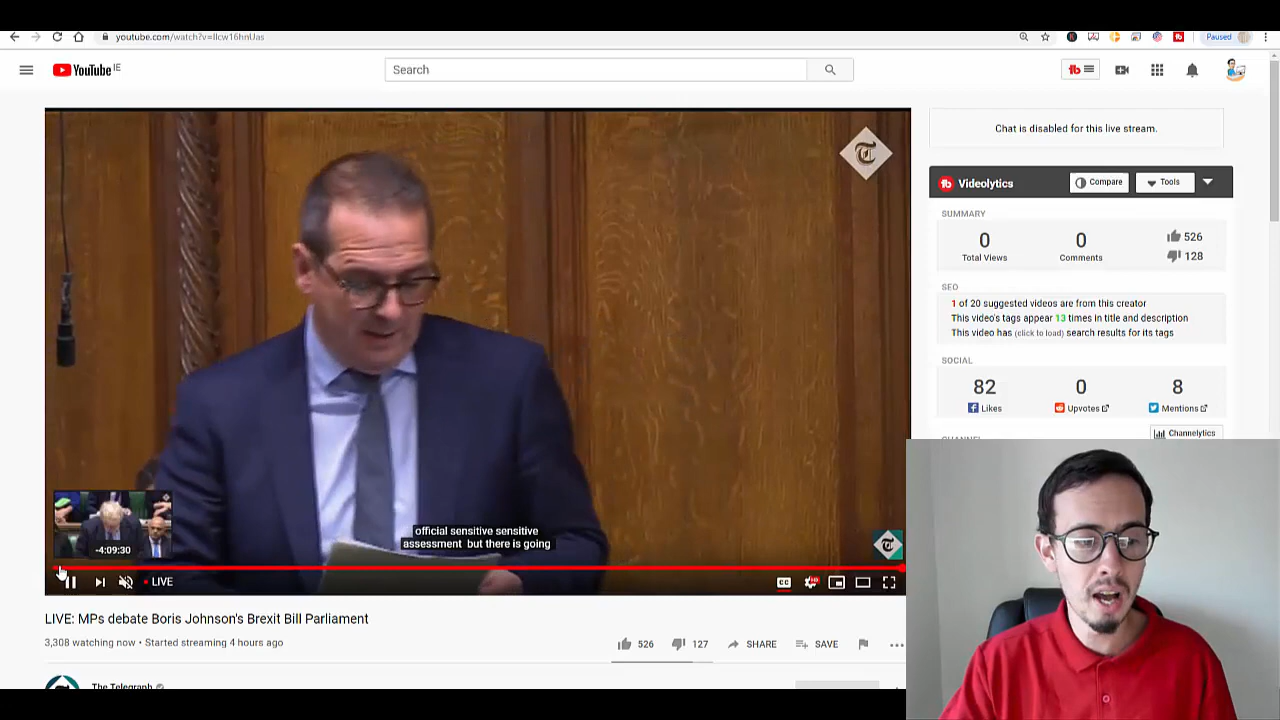 youtube.com/watch?v=llcw16hnUas
Paused
YouTube IE
Search
Chat is disabled for this live stream.
Videolytics
Compare
Tools
SUMMARY
0
Total Views
0
Comments
526
128
SEO
1 of 20 suggested videos are from this creator
This video's tags appear 13 times in title and description
This video has (click to load) search results for its tags
SOCIAL
82
Likes
0
Upvotes
8
Mentions
Channelytics
official sensitive sensitive
assessment but there is going
-4:09:30
LIVE
CC
LIVE: MPs debate Boris Johnson's Brexit Bill Parliament
3,308 watching now • Started streaming 4 hours ago
526
127
SHARE
SAVE
The Telegraph